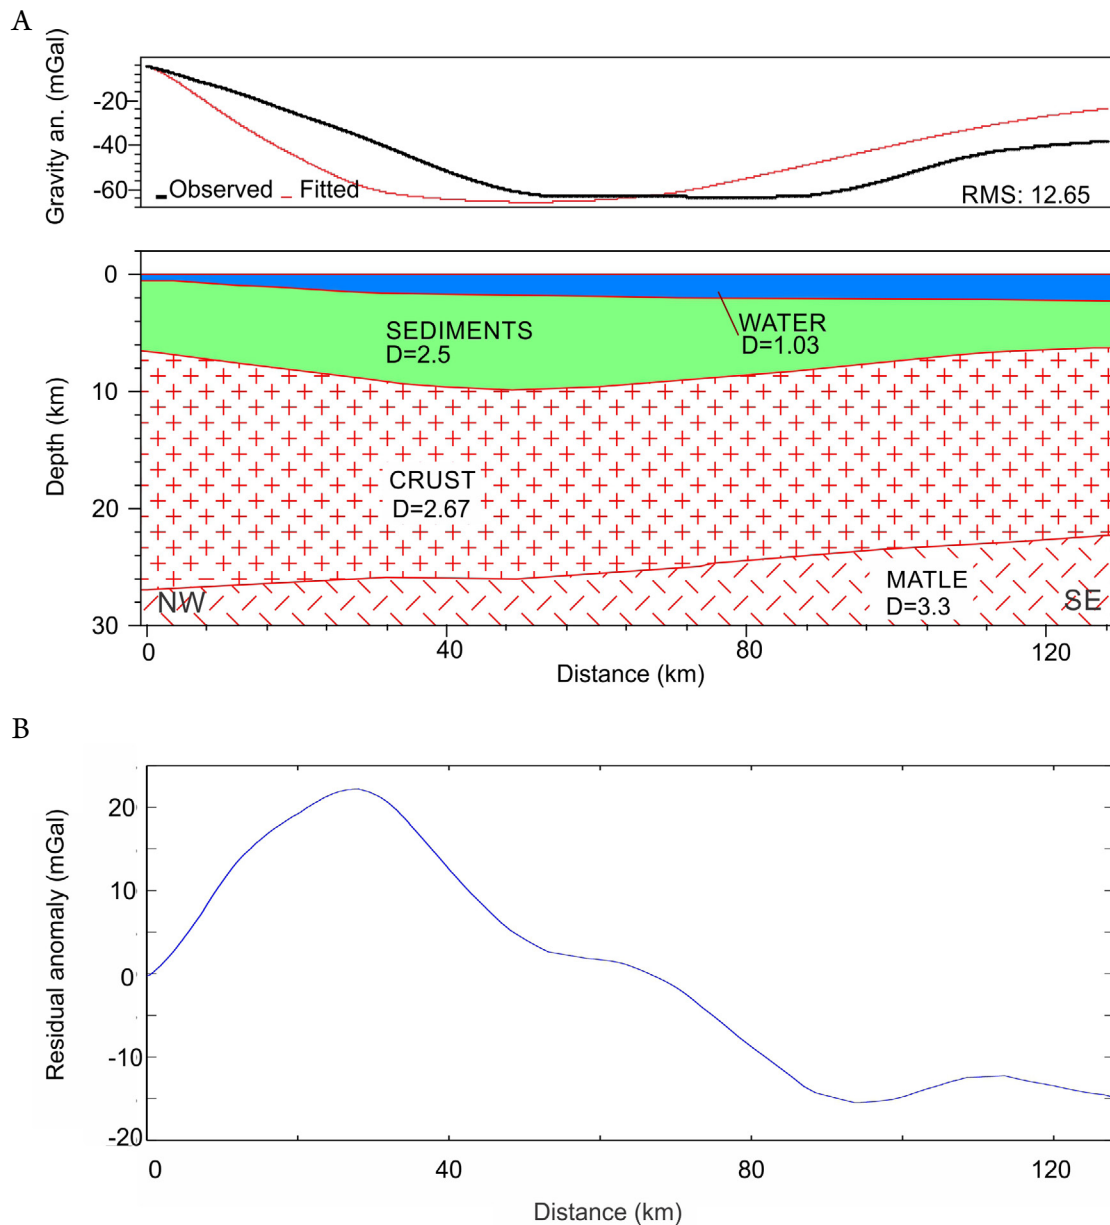 A
Gravity an. (mGal)
-20
-40
-60
Observed
Fitted
RMS: 12.65
Depth (km)
0
10
20
30
SEDIMENTS
D=2.5
WATER
D=1.03
CRUST
D=2.67
MATLE
D=3.3
NW
SE
0
40
80
120
Distance (km)
B
Residual anomaly (mGal)
20
10
0
-10
-20
0
40
80
120
Distance (km)